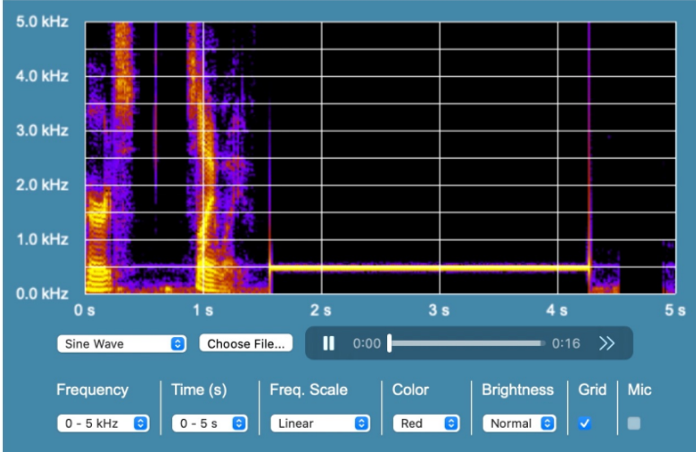 5.0 kHz
4.0 kHz
3.0 kHz
2.0 kHz
1.0 kHz
0.0 kHz
0 s 1 s 2 s 3 s 4 s 5 s
Sine Wave Choose File... 0:00 0:16
Frequency Time (s) Freq. Scale Color Brightness Grid Mic
0 - 5 kHz 0 - 5 s Linear Red Normal